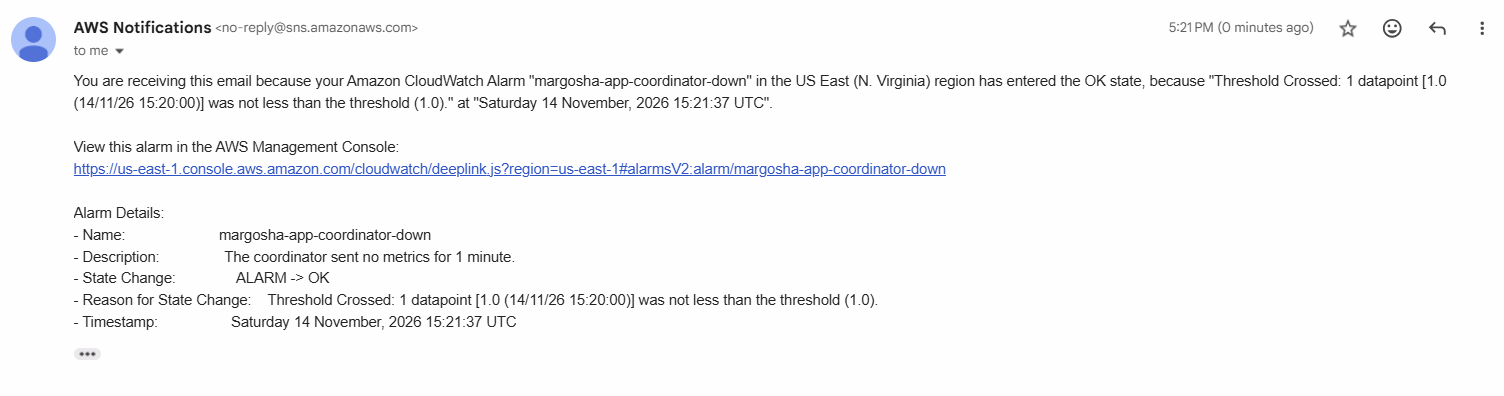 AWS Notifications <no-reply@sns.amazonaws.com>
5:21 PM (0 minutes ago)
to me
You are receiving this email because your Amazon CloudWatch Alarm "margosha-app-coordinator-down" in the US East (N. Virginia) region has entered the OK state, because "Threshold Crossed: 1 datapoint [1.0
(14/11/26 15:20:00)] was not less than the threshold (1.0)." at "Saturday 14 November, 2026 15:21:37 UTC".
View this alarm in the AWS Management Console:
https://us-east-1.console.aws.amazon.com/cloudwatch/deeplink.js?region=us-east-1#alarmsV2:alarm/margosha-app-coordinator-down
Alarm Details:
- Name: margosha-app-coordinator-down
- Description: The coordinator sent no metrics for 1 minute.
- State Change: ALARM -> OK
- Reason for State Change: Threshold Crossed: 1 datapoint [1.0 (14/11/26 15:20:00)] was not less than the threshold (1.0).
- Timestamp: Saturday 14 November, 2026 15:21:37 UTC